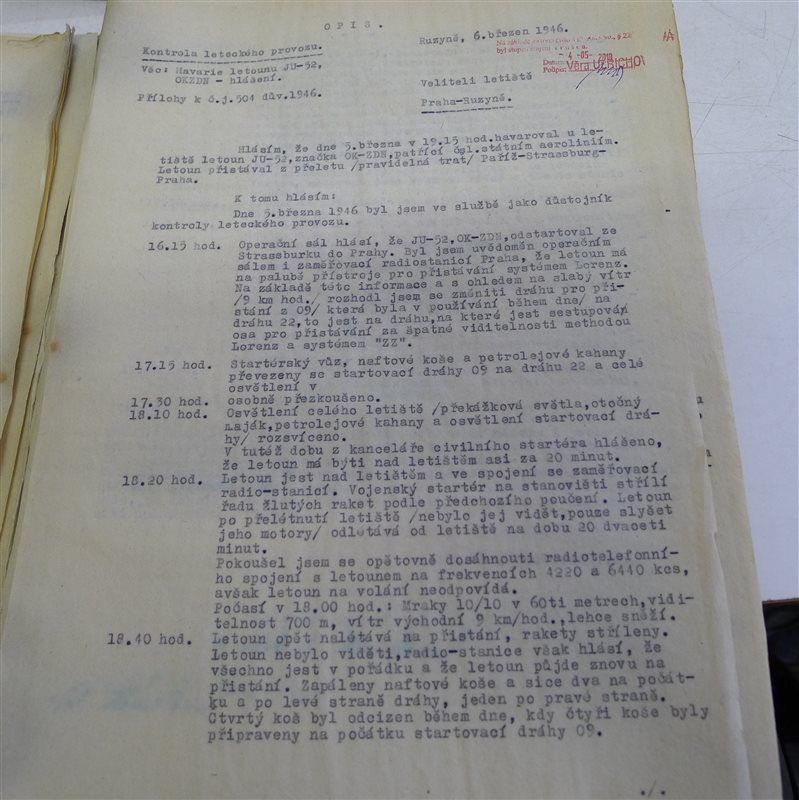 O P I S .
Ruzyně, 6.březen 1946.
Kontrola leteckého provozu.
Věc: Havarie letounu JU-52,
OKZDN - hlášení.
Přílohy k č.j.504 dův.1946.
4 -05- 2010
Věra ULRICHOV
Veliteli letiště
Praha-Ruzyně.
Hlásím, že dne 5.března v 19.15 hod.havaroval u le-
tiště letoun JU-52,značka OK-ZDN,patřící čsl.státním aeroliniím.
Letoun přistával z přeletu /pravidelná trat/ Paříž-Strassburg-
Praha.
K tomu hlásím:
Dne 5.března 1946 byl jsem ve službě jako důstojník
kontroly leteckého provozu.
16.15 hod. Operační sál hlásí, že JU-52,OK-ZDN,odstartoval ze
Strassburku do Prahy. Byl jsem uvědoměn operačním
sálem i zaměřovací radiostanicí Praha, že letoun má
na palubě přístroje pro přistávání systémem Lorenz.
Na základě této informace a s ohledem na slabý vítr
/9 km hod./ rozhodl jsem se změniti dráhu pro při-
stání z 09/ která byla v používání během dne/ na
dráhu 22,to jest na dráhu,na které jest sestupován
osa pro přistávání za špatné viditelnosti methodou
Lorenz a systémem "ZZ".
17.15 hod. Startérský vůz, naftové koše a petrolejové kahany
převezeny se startovací dráhy 09 na dráhu 22 a celé
osvětlení v
17.30 hod. osobně přezkoušeno.
18.10 hod. Osvětlení celého letiště /překážková světla,otočný
maják,petrolejové kahany a osvětlení startovací drá-
hy/ rozsvíceno.
V tutéž dobu z kanceláře civilního startéra hlášeno,
že letoun má býti nad letištěm asi za 20 minut.
18.20 hod. Letoun jest nad letištěm a ve spojení se zaměřovací
radio-stanicí. Vojenský startér na stanovišti střílí
řadu žlutých raket podle předchozího poučení. Letoun
po přelétnutí letiště /nebylo jej vidět,pouze slyšet
jeho motory/ odlétává od letiště na dobu 20 dvaceti
minut.
Pokoušel jsem se opětovně dosáhnouti radiotelefonní-
ho spojení s letounem na frekvencích 4220 a 6440 kcs,
avšak letoun na volání neodpovídá.
Počasí v 18.00 hod.: Mraky 10/10 v 60ti metrech,vidi-
telnost 700 m, vítr východní 9 km/hod.,lehce sněží.
18.40 hod. Letoun opět nalétává na přistání, rakety stříleny.
Letoun nebylo viděti,radio-stanice však hlásí, že
všechno jest v pořádku a že letoun půjde znovu na
přistání. Zapáleny naftové koše a sice dva na počát-
ku a po levé straně dráhy, jeden po pravé straně.
Čtvrtý koš byl odcizen během dne, kdy čtyři koše byly
připraveny na počátku startovací dráhy 09.
./.